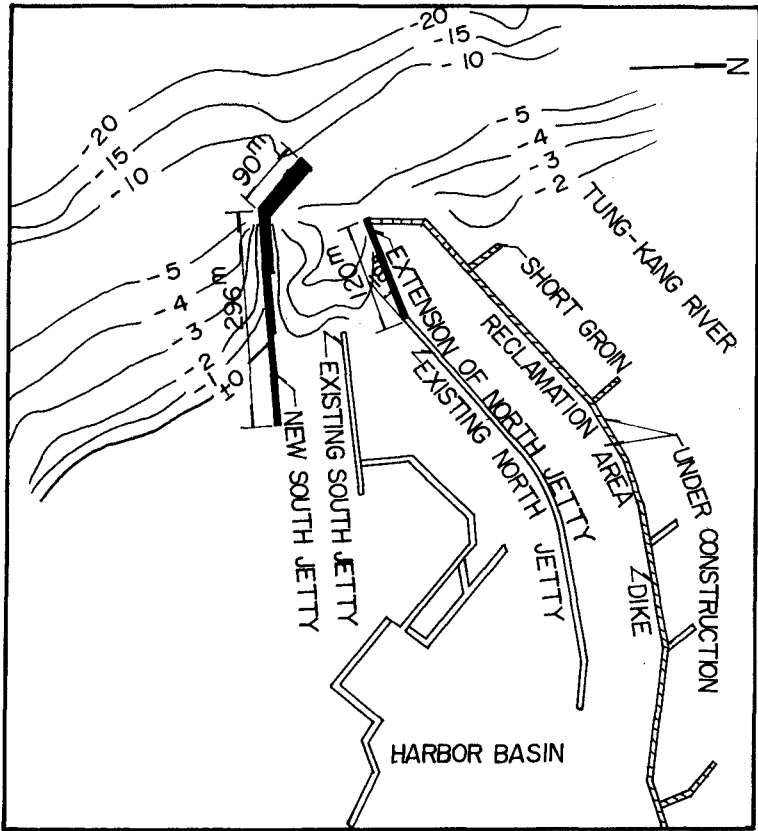 -20
-15
-10
N
-5
-4
-3
-2
-20
-15
-10
90m
TUNG-KANG RIVER
SHORT GROIN
RECLAMATION AREA
UNDER CONSTRUCTION
EXTENSION OF NORTH JETTY
120m
EXISTING NORTH JETTY
-5
-4
296m
-3
-2
-1
±0
NEW SOUTH JETTY
EXISTING SOUTH JETTY
DIKE
HARBOR BASIN